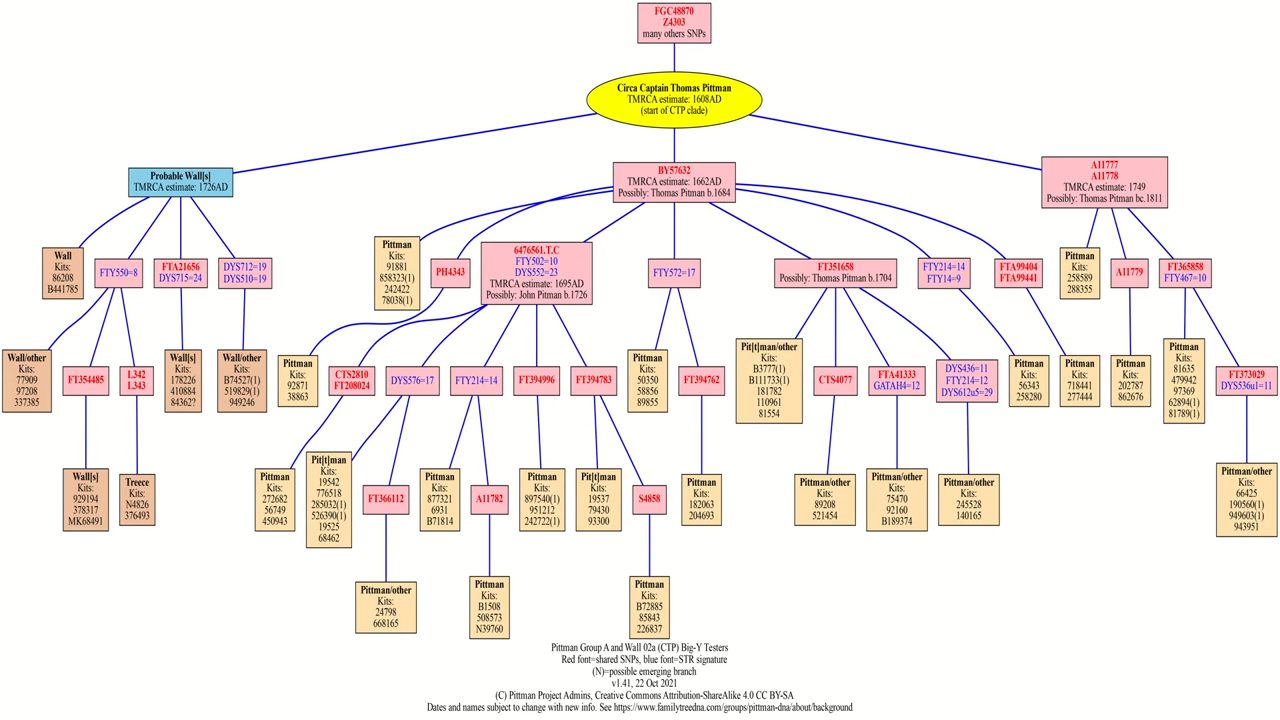 FGC48870
Z4303
many others SNPs
Circa Captain Thomas Pittman
TMRCA estimate: 1608AD
(start of CTP clade)
Probable Wall[s]
TMRCA estimate: 1726AD
BY57632
TMRCA estimate: 1662AD
Possibly: Thomas Pitman b.1684
A11777
A11778
TMRCA estimate: 1749
Possibly: Thomas Pitman bc.1811
Wall
Kits:
86208
B441785
FTY550=8
FTA21656
DYS715=24
DYS712=19
DYS510=19
Pittman
Kits:
91881
858323(1)
242422
78038(1)
PH4343
6476561.T.C
FTY502=10
DYS552=23
TMRCA estimate: 1695AD
Possibly: John Pitman b.1726
FTY572=17
FT351658
Possibly: Thomas Pitman b.1704
FTY214=14
FTY14=9
FTA99404
FTA99441
Pittman
Kits:
258589
288355
A11779
FT365858
FTY467=10
Wall/other
Kits:
77909
97208
337385
FT354485
L342
L343
Wall[s]
Kits:
178226
410884
84362?
Wall/other
Kits:
B74527(1)
519829(1)
949246
Pittman
Kits:
92871
38863
CTS2810
FT208024
DYS576=17
FTY214=14
FT394996
FT394783
Pittman
Kits:
50350
58856
89855
FT394762
Pit[t]man/other
Kits:
B3777(1)
B111733(1)
181782
110961
81554
CTS4077
FTA41333
GATAH4=12
DYS436=11
FTY214=12
DYS612u5=29
Pittman
Kits:
56343
258280
Pittman
Kits:
718441
277444
Pittman
Kits:
202787
862676
Pittman
Kits:
81635
479942
97369
62894(1)
81789(1)
FT373029
DYS536u1=11
Wall[s]
Kits:
929194
378317
MK68491
Treece
Kits:
N4826
376493
Pittman
Kits:
272682
56749
450943
Pit[t]man
Kits:
19542
776518
285032(1)
526390(1)
19525
68462
FT366112
Pittman
Kits:
877321
6931
B71814
A11782
Pittman
Kits:
897540(1)
951212
242722(1)
Pit[t]man
Kits:
19537
79430
93300
S4858
Pittman
Kits:
182063
204693
Pittman/other
Kits:
89208
521454
Pittman/other
Kits:
75470
92160
B189374
Pittman/other
Kits:
245528
140165
Pittman/other
Kits:
66425
190560(1)
949603(1)
943951
Pittman/other
Kits:
24798
668165
Pittman
Kits:
B1508
508573
N39760
Pittman
Kits:
B72885
85843
226837
Pittman Group A and Wall 02a (CTP) Big-Y Testers
Red font=shared SNPs, blue font=STR signature
(N)=possible emerging branch
v1.41, 22 Oct 2021
(C) Pittman Project Admins, Creative Commons Attribution-ShareAlike 4.0 CC BY-SA
Dates and names subject to change with new info. See https://www.familytreedna.com/groups/pittman-dna/about/background